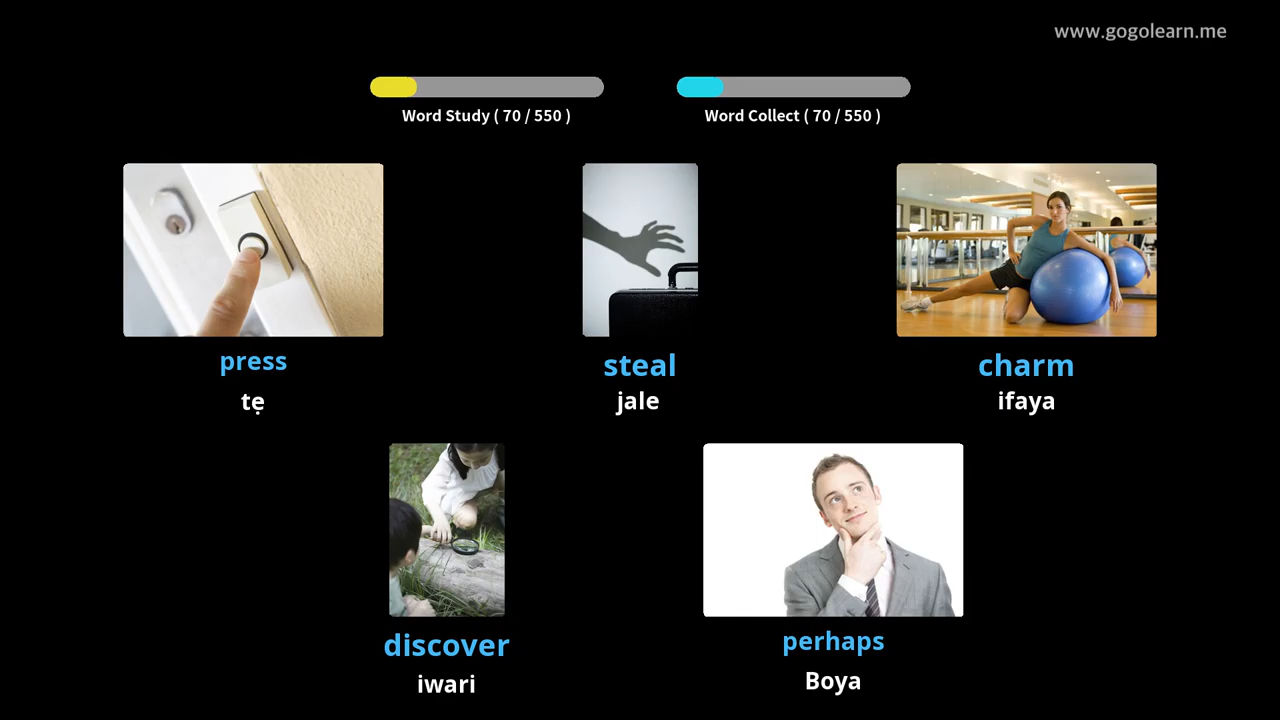 www.gogolearn.me
Word Study ( 70 / 550 )
Word Collect ( 70 / 550 )
press
tẹ
steal
jale
charm
ifaya
discover
iwari
perhaps
Boya